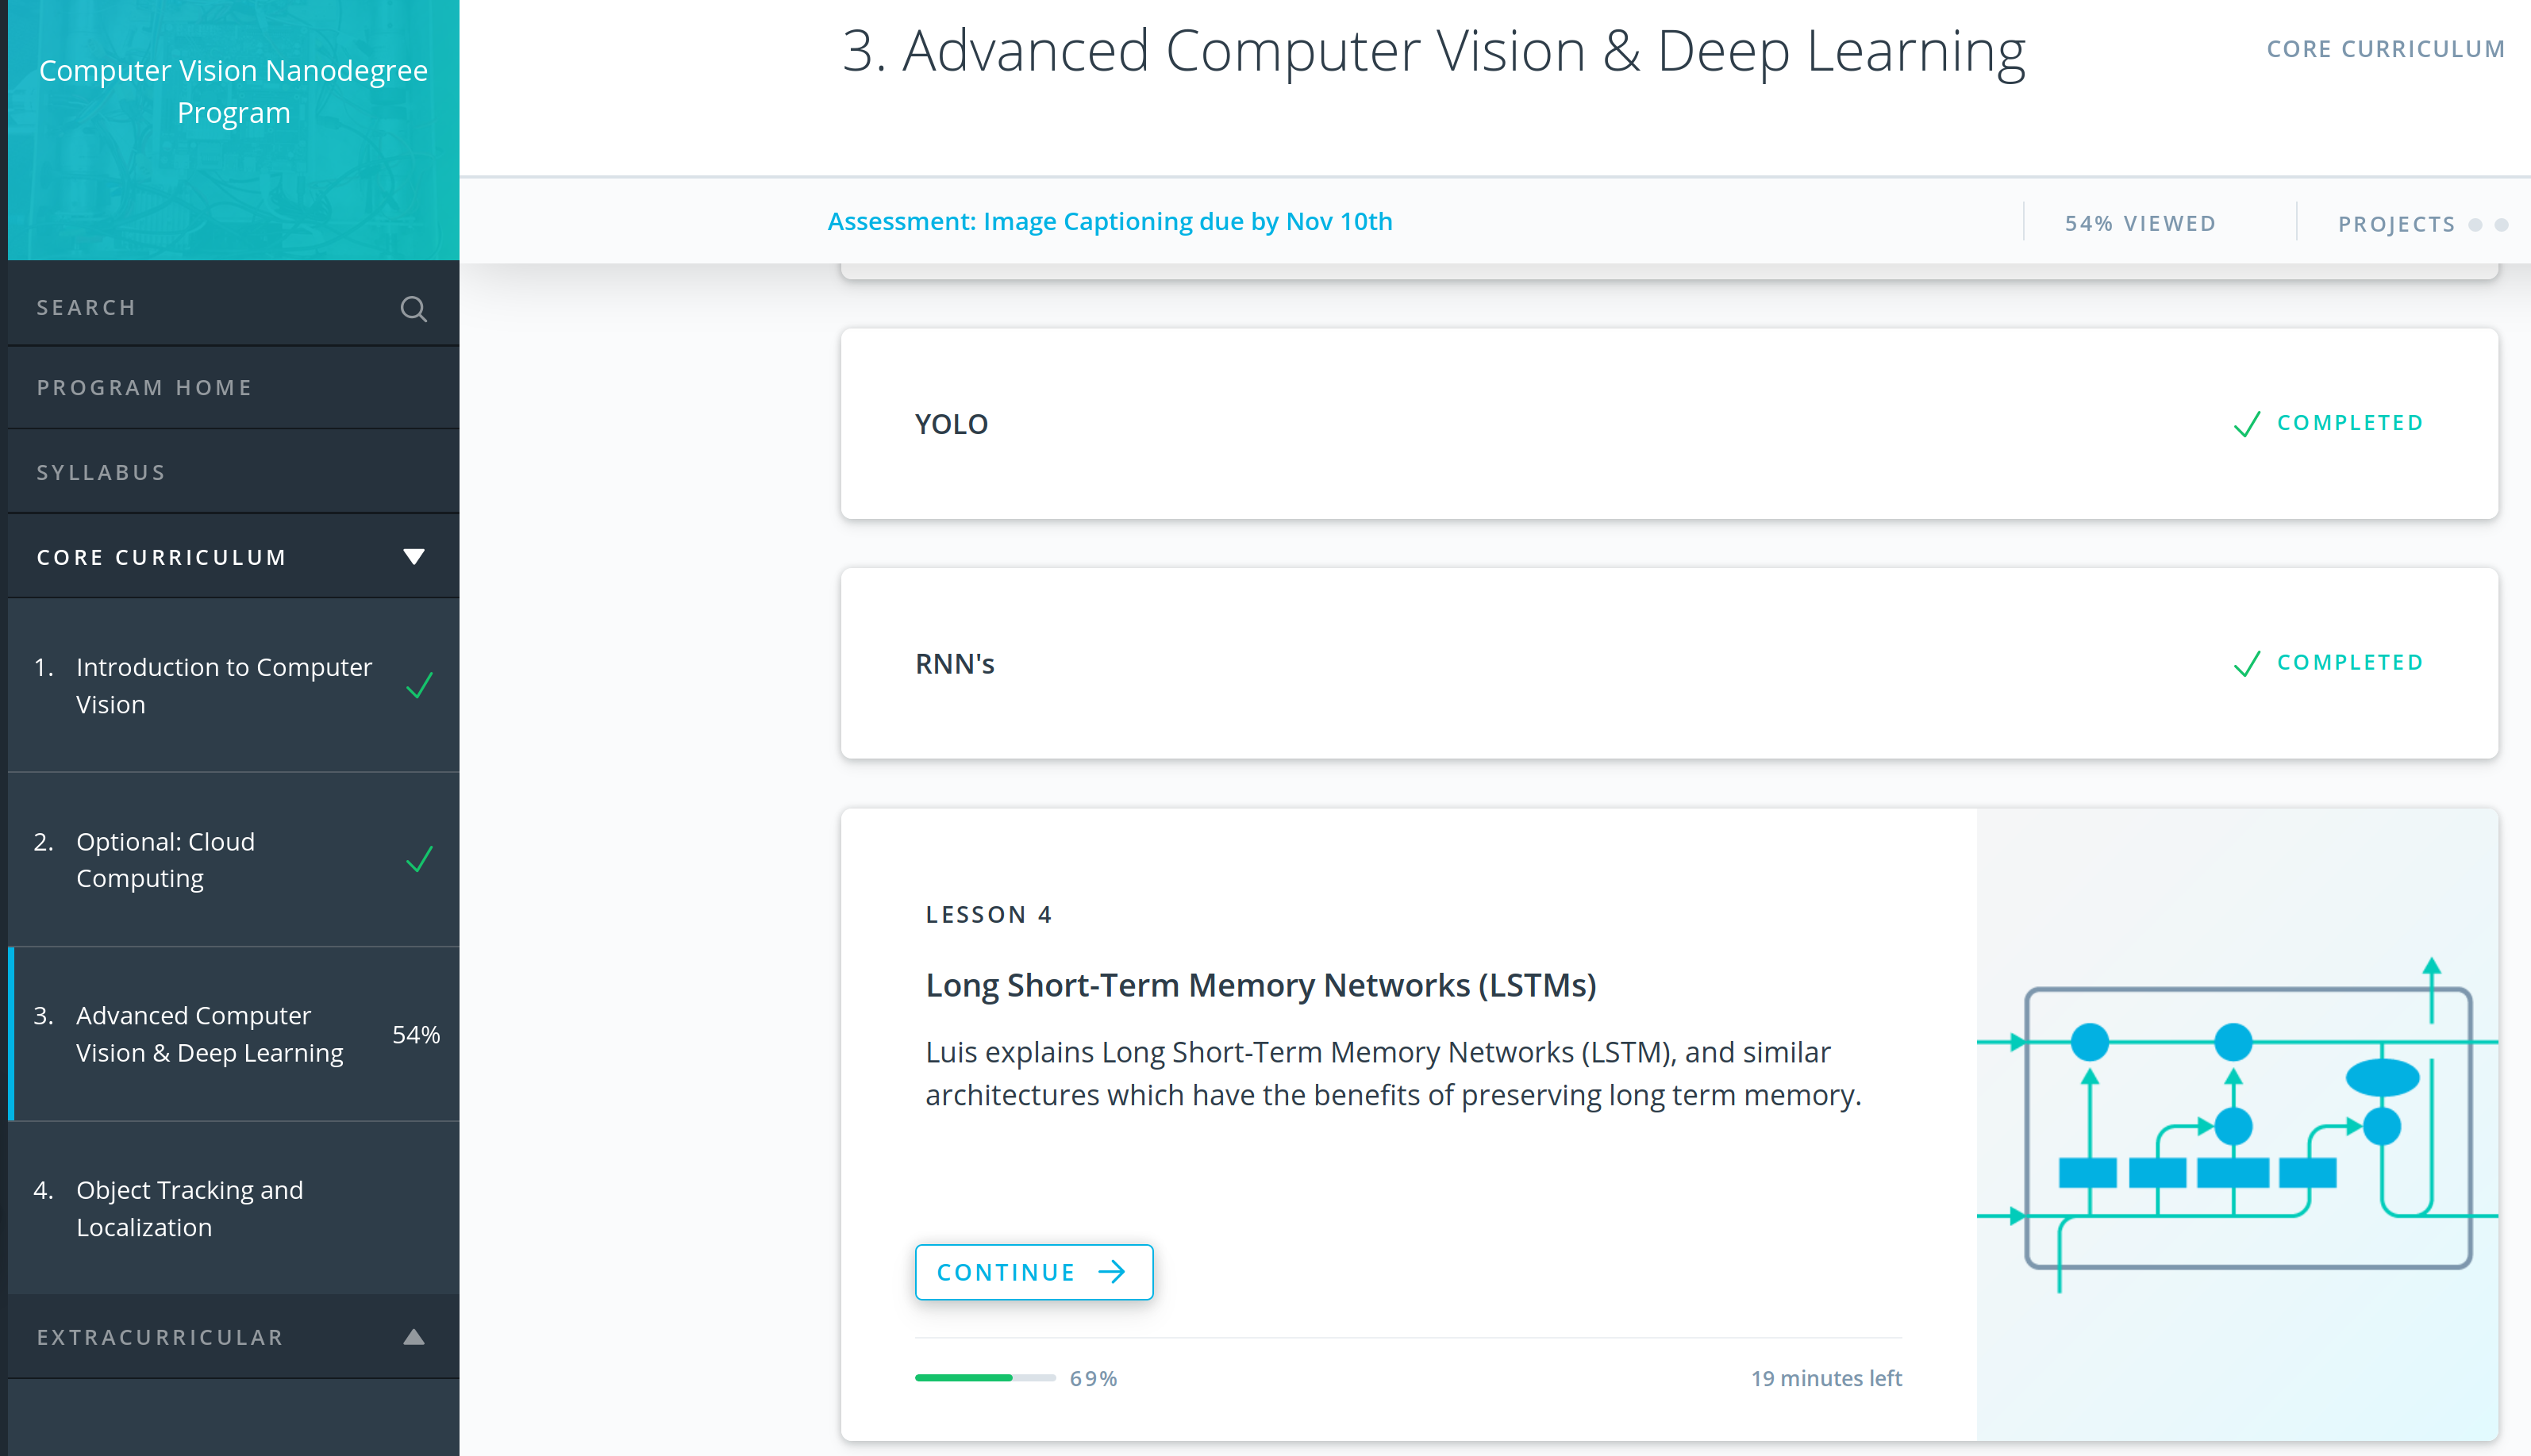 Computer Vision Nanodegree
Program
SEARCH
PROGRAM HOME
SYLLABUS
CORE CURRICULUM
1. Introduction to Computer
Vision
2. Optional: Cloud
Computing
3. Advanced Computer
Vision & Deep Learning
54%
4. Object Tracking and
Localization
EXTRACURRICULAR
3. Advanced Computer Vision & Deep Learning
CORE CURRICULUM
Assessment: Image Captioning due by Nov 10th
54% VIEWED
PROJECTS
YOLO
COMPLETED
RNN's
COMPLETED
LESSON 4
Long Short-Term Memory Networks (LSTMs)
Luis explains Long Short-Term Memory Networks (LSTM), and similar
architectures which have the benefits of preserving long term memory.
CONTINUE
69%
19 minutes left